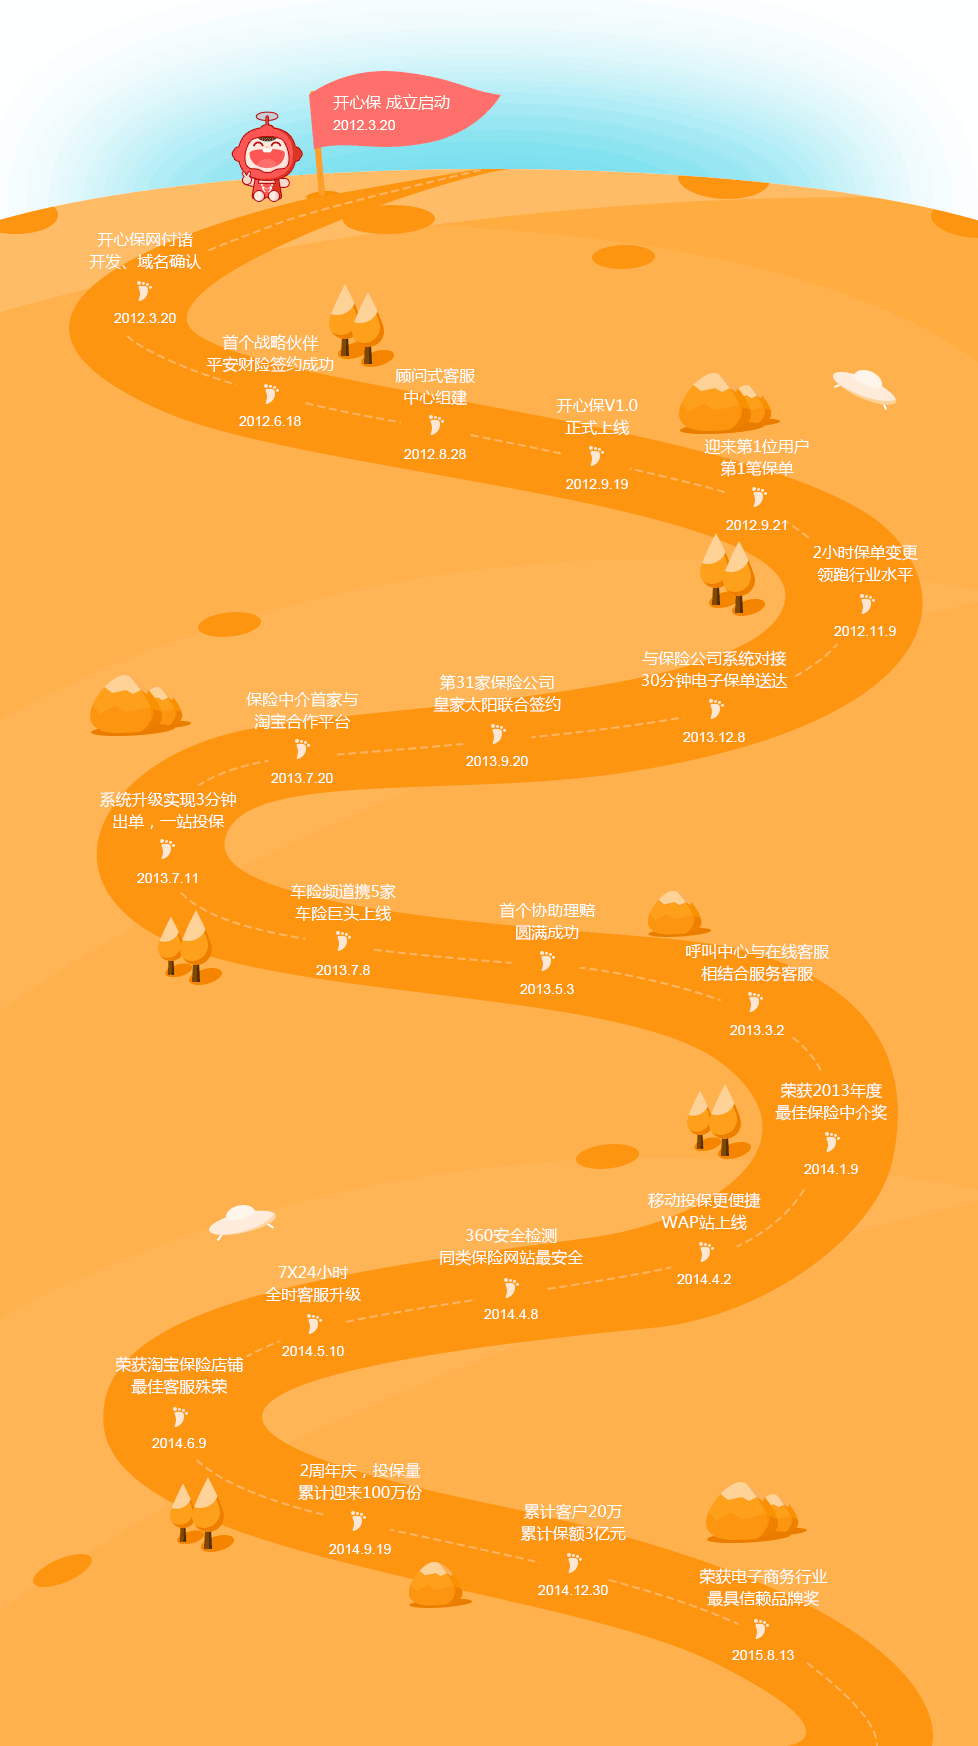 开心保 成立启动
2012.3.20
开心保网付诸
开发、域名确认
2012.3.20
首个战略伙伴
平安财险签约成功
2012.6.18
顾问式客服
中心组建
2012.8.28
开心保V1.0
正式上线
2012.9.19
迎来第1位用户
第1笔保单
2012.9.21
2小时保单变更
领跑行业水平
2012.11.9
与保险公司系统对接
30分钟电子保单送达
2013.12.8
第31家保险公司
皇家太阳联合签约
2013.9.20
保险中介首家与
淘宝合作平台
2013.7.20
系统升级实现3分钟
出单，一站投保
2013.7.11
车险频道携5家
车险巨头上线
2013.7.8
首个协助理赔
圆满成功
2013.5.3
呼叫中心与在线客服
相结合服务客服
2013.3.2
荣获2013年度
最佳保险中介奖
2014.1.9
移动投保更便捷
WAP站上线
2014.4.2
360安全检测
同类保险网站最安全
2014.4.8
7X24小时
全时客服升级
2014.5.10
荣获淘宝保险店铺
最佳客服殊荣
2014.6.9
2周年庆，投保量
累计迎来100万份
2014.9.19
累计客户20万
累计保额3亿元
2014.12.30
荣获电子商务行业
最具信赖品牌奖
2015.8.13